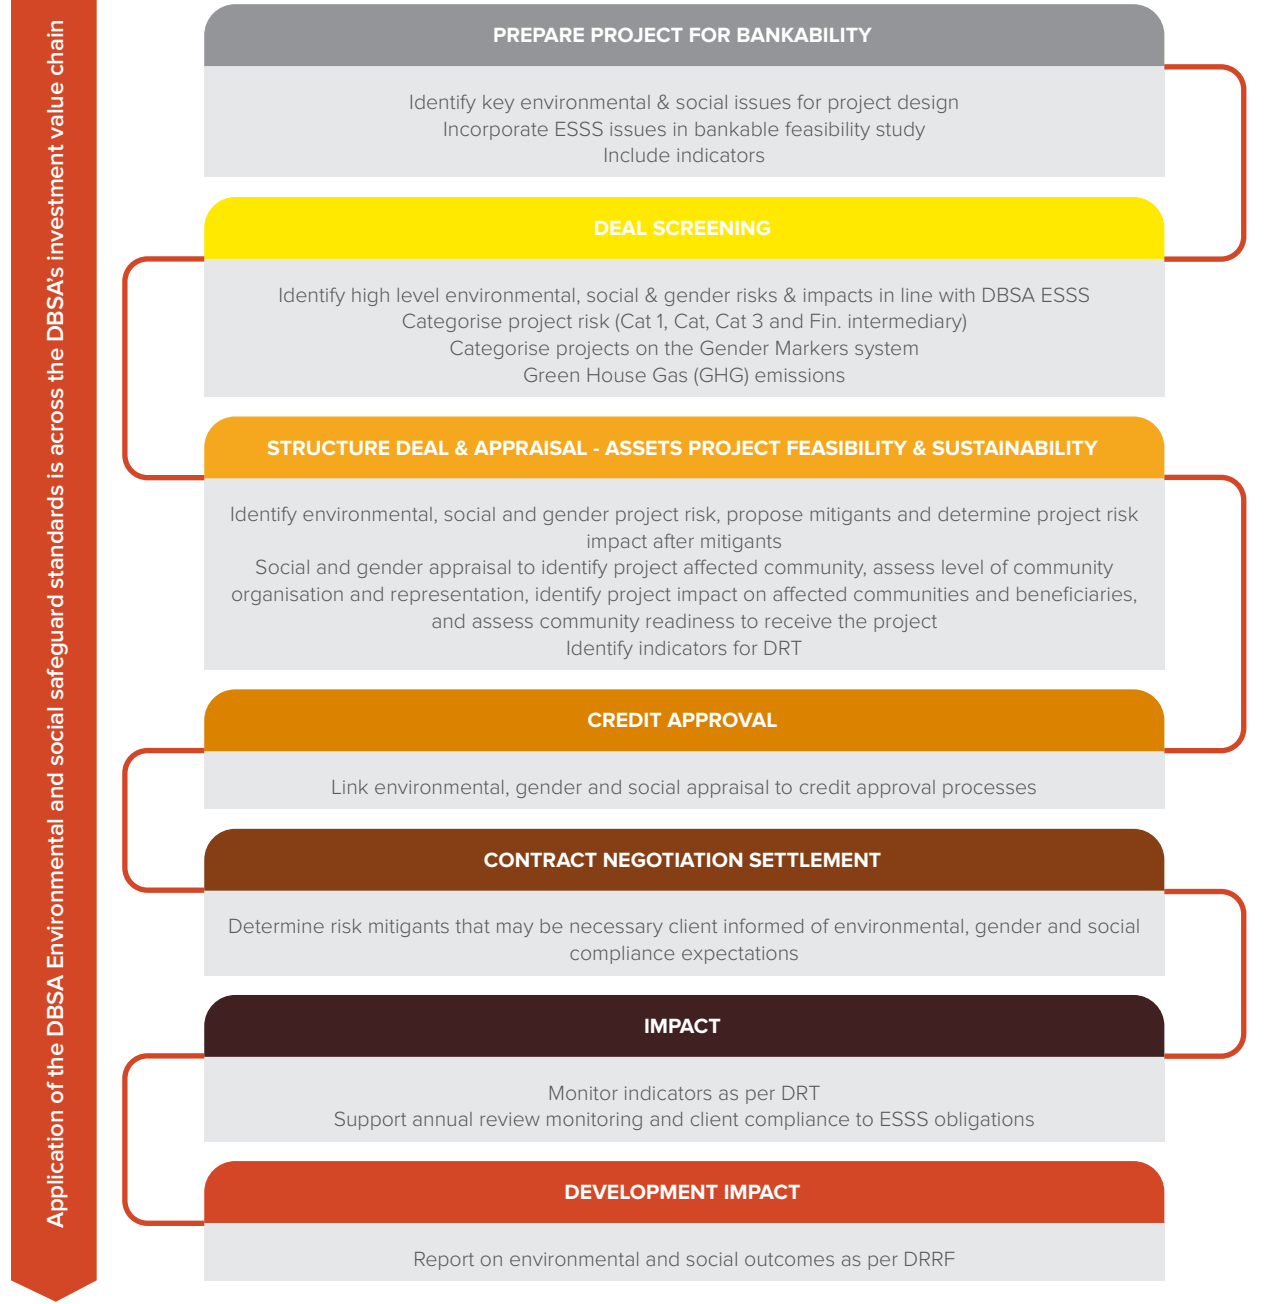 Application of the DBSA Environmental and social safeguard standards is across the DBSA's investment value chain
PREPARE PROJECT FOR BANKABILITY
Identify key environmental & social issues for project design
Incorporate ESSS issues in bankable feasibility study
Include indicators
DEAL SCREENING
Identify high level environmental, social & gender risks & impacts in line with DBSA ESSS
Categorise project risk (Cat 1, Cat, Cat 3 and Fin. intermediary)
Categorise projects on the Gender Markers system
Green House Gas (GHG) emissions
STRUCTURE DEAL & APPRAISAL - ASSETS PROJECT FEASIBILITY & SUSTAINABILITY
Identify environmental, social and gender project risk, propose mitigants and determine project risk
impact after mitigants
Social and gender appraisal to identify project affected community, assess level of community
organisation and representation, identify project impact on affected communities and beneficiaries,
and assess community readiness to receive the project
Identify indicators for DRT
CREDIT APPROVAL
Link environmental, gender and social appraisal to credit approval processes
CONTRACT NEGOTIATION SETTLEMENT
Determine risk mitigants that may be necessary client informed of environmental, gender and social
compliance expectations
IMPACT
Monitor indicators as per DRT
Support annual review monitoring and client compliance to ESSS obligations
DEVELOPMENT IMPACT
Report on environmental and social outcomes as per DRRF